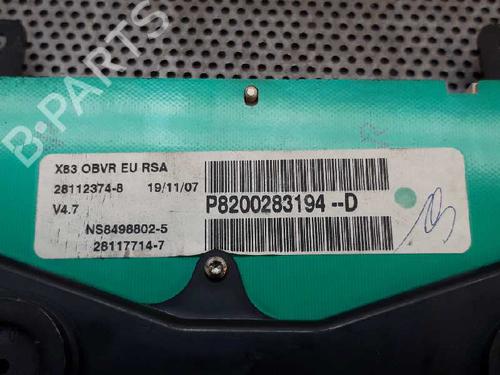 X83 OBVR EU RSA
28112374-8 19/11/07
V4.7
P8200283194--D
NS8498802-5
28117714-7
B-PARTS